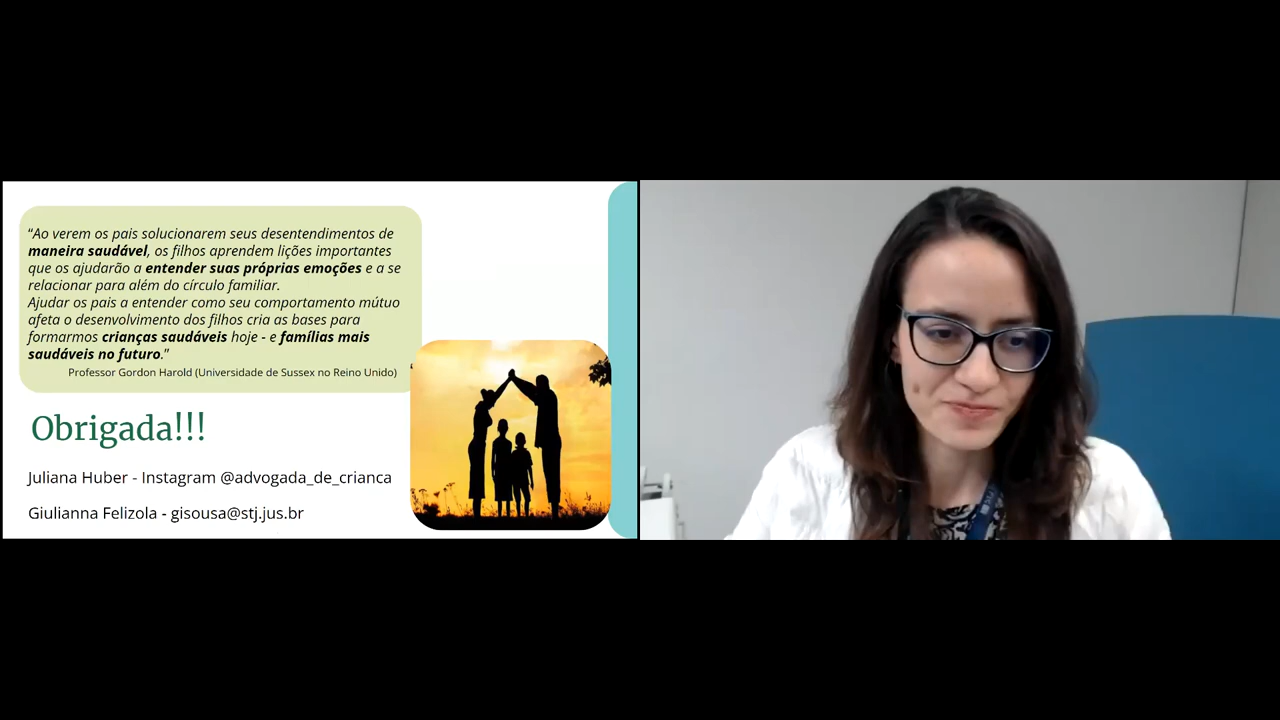 “Ao verem os pais solucionarem seus desentendimentos de
maneira saudável, os filhos aprendem lições importantes
que os ajudarão a entender suas próprias emoções e a se
relacionar para além do círculo familiar.
Ajudar os pais a entender como seu comportamento mútuo
afeta o desenvolvimento dos filhos cria as bases para
formarmos crianças saudáveis hoje - e famílias mais
saudáveis no futuro.”
Professor Gordon Harold (Universidade de Sussex no Reino Unido)
Obrigada!!!
Juliana Huber - Instagram @advogada_de_crianca
Giulianna Felizola - gisousa@stj.jus.br